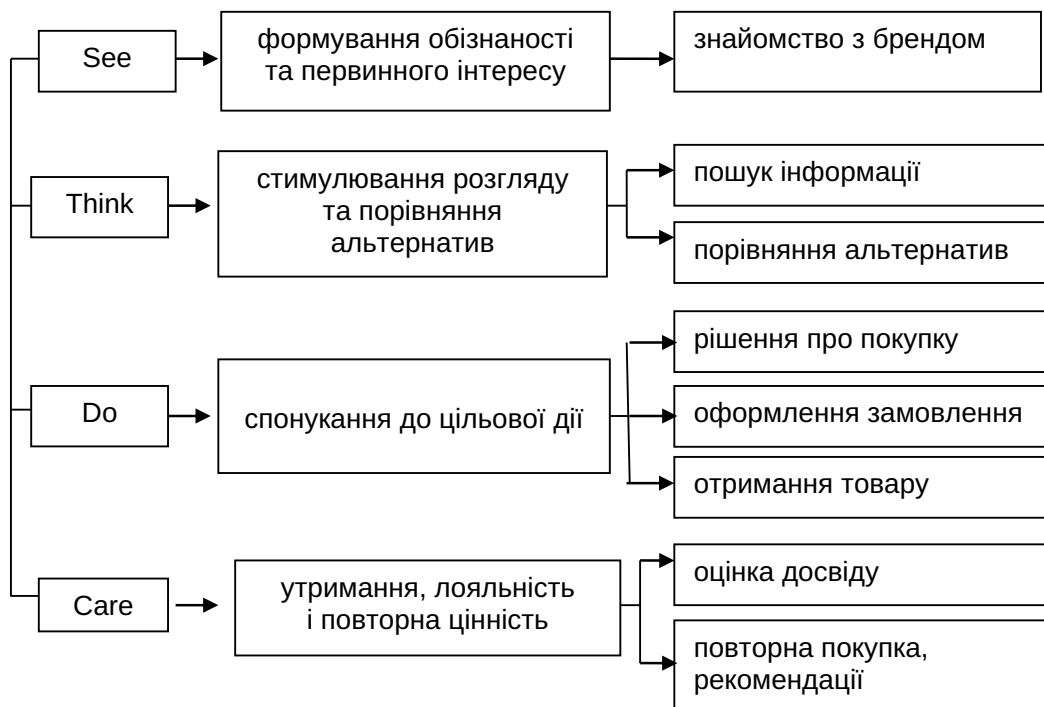 See
формування обізнаності
та первинного інтересу
знайомство з брендом
Think
стимулювання розгляду
та порівняння
альтернатив
пошук інформації
порівняння альтернатив
Do
спонукання до цільової дії
рішення про покупку
оформлення замовлення
отримання товару
Care
утримання, лояльність
і повторна цінність
оцінка досвіду
повторна покупка,
рекомендації